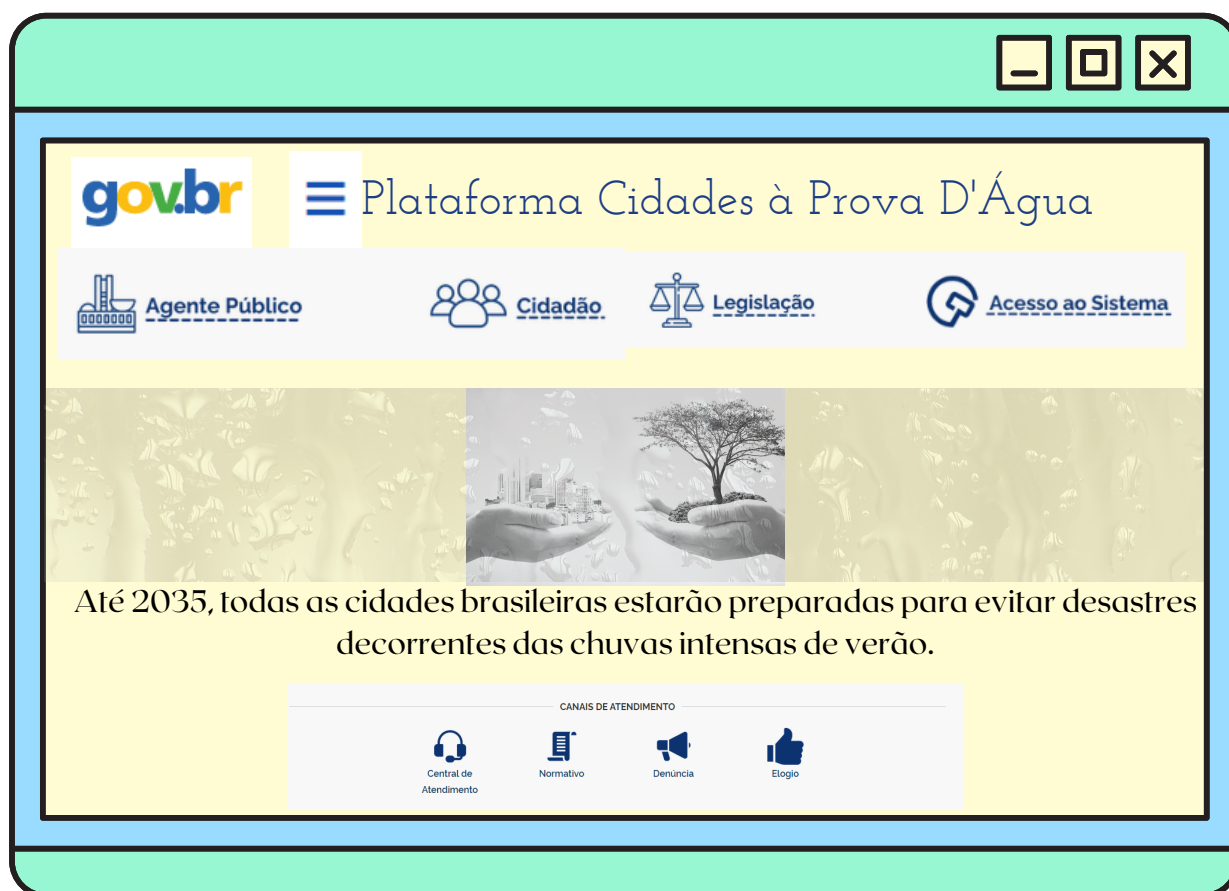 gov.br
Plataforma Cidades à Prova D'Água
Agente Público
Cidadão
Legislação
Acesso ao Sistema
Até 2035, todas as cidades brasileiras estarão preparadas para evitar desastres
decorrentes das chuvas intensas de verão.
CANAIS DE ATENDIMENTO
Central de
Atendimento
Normativo
Denúncia
Elogio